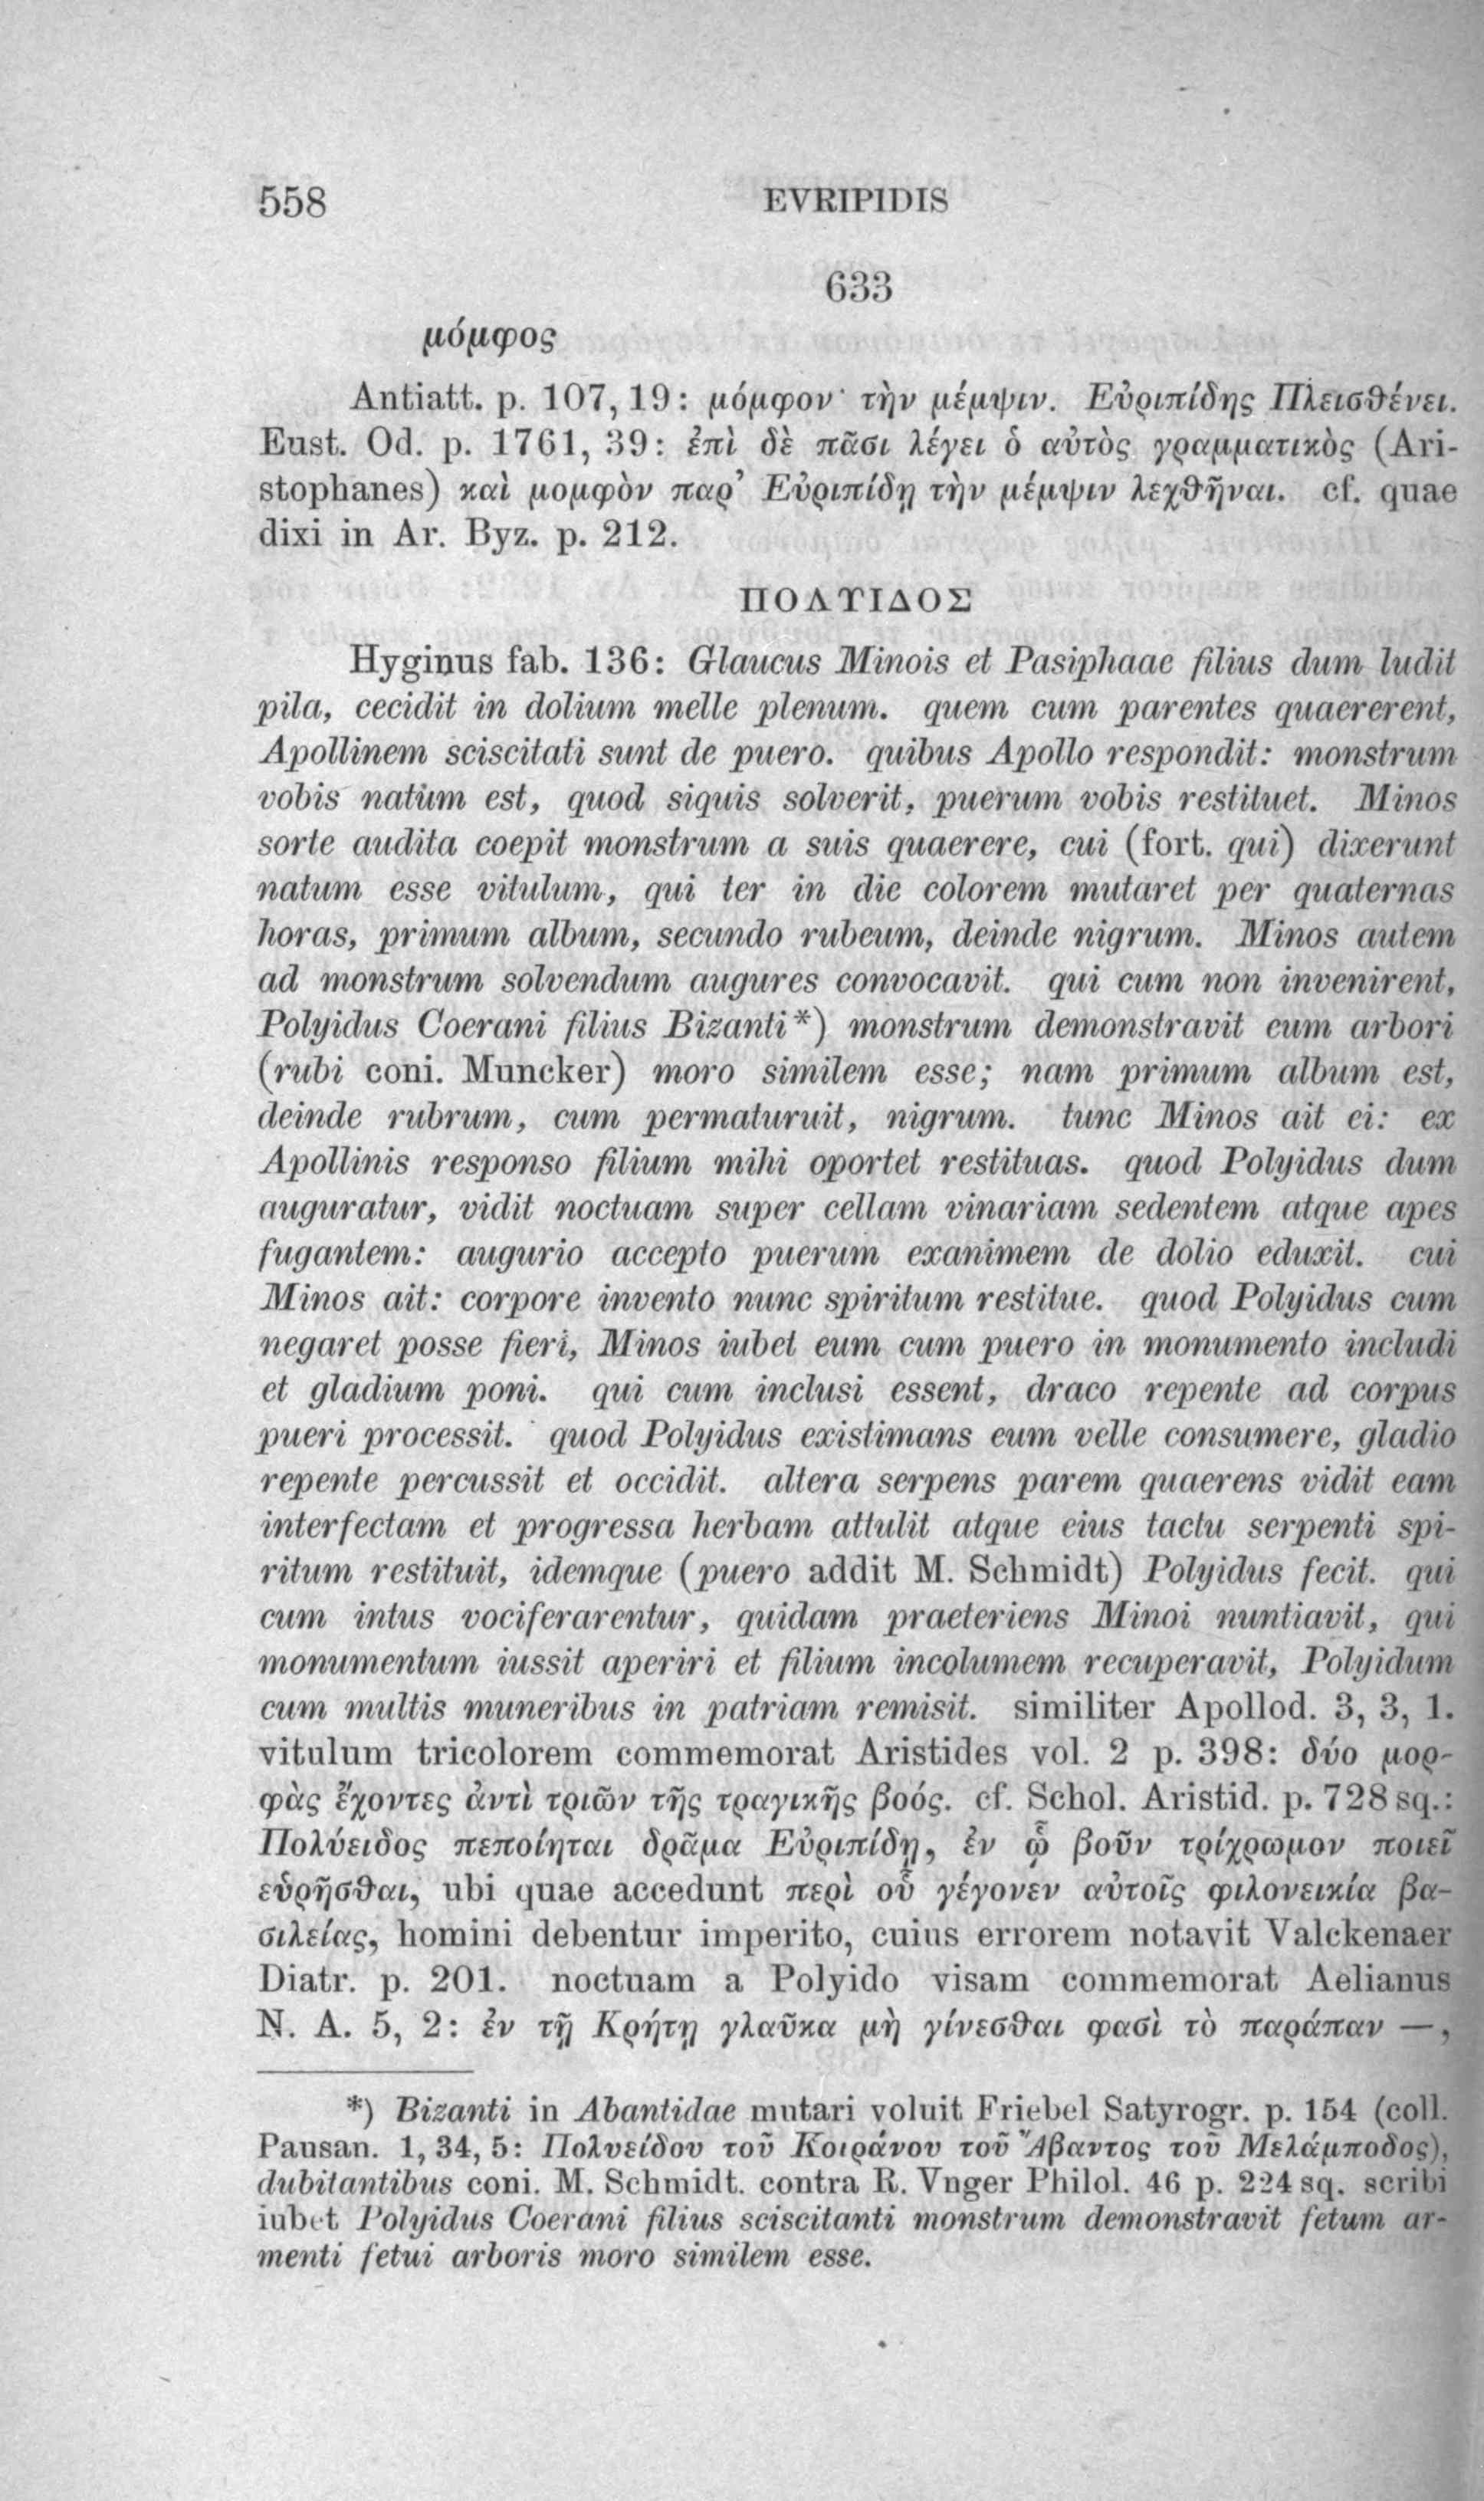 558 EVRIPIDIS
633
μόμφος
Antiatt. p. 107, 19: μόμφον· τὴν μέμψιν. Εὐριπίδης Πλεισθένει.
Eust. Od. p. 1761, 39: ἐπὶ δὲ πᾶσι λέγει ὁ αὐτὸς γραμματικὸς (Ari-
stophanes) καὶ μομφὸν παρ’ Εὐριπίδῃ τὴν μέμψιν λεχθῆναι. cf. quae
dixi in Ar. Byz. p. 212.
ΠΟΛΥΙΔΟΣ
Hyginus fab. 136: Glaucus Minois et Pasiphaae filius dum ludit
pila, cecidit in dolium melle plenum. quem cum parentes quaererent,
Apollinem sciscitati sunt de puero. quibus Apollo respondit: monstrum
vobis natum est, quod siquis solverit, puerum vobis restituet. Minos
sorte audita coepit monstrum a suis quaerere, cui (fort. qui) dixerunt
natum esse vitulum, qui ter in die colorem mutaret per quaternas
horas, primum album, secundo rubeum, deinde nigrum. Minos autem
ad monstrum solvendum augures convocavit. qui cum non invenirent,
Polyidus Coerani filius Bizanti*) monstrum demonstravit eum arbori
(rubi coni. Muncker) moro similem esse; nam primum album est,
deinde rubrum, cum permaturuit, nigrum. tunc Minos ait ei: ex
Apollinis responso filium mihi oportet restituas. quod Polyidus dum
auguratur, vidit noctuam super cellam vinariam sedentem atque apes
fugantem: augurio accepto puerum exanimem de dolio eduxit. cui
Minos ait: corpore invento nunc spiritum restitue. quod Polyidus cum
negaret posse fieri, Minos iubet eum cum puero in monumento includi
et gladium poni. qui cum inclusi essent, draco repente ad corpus
pueri processit. quod Polyidus existimans eum velle consumere, gladio
repente percussit et occidit. altera serpens parem quaerens vidit eam
interfectam et progressa herbam attulit atque eius tactu serpenti spi-
ritum restituit, idemque (puero addit M. Schmidt) Polyidus fecit. qui
cum intus vociferarentur, quidam praeteriens Minoi nuntiavit, qui
monumentum iussit aperiri et filium incolumem recuperavit, Polyidum
cum multis muneribus in patriam remisit. similiter Apollod. 3, 3, 1.
vitulum tricolorem commemorat Aristides vol. 2 p. 398: δύο μορ-
φὰς ἔχοντες ἀντὶ τριῶν τῆς τραγικῆς βοός. cf. Schol. Aristid. p. 728 sq.:
Πολύειδος πεποίηται δρᾶμα Εὐριπίδῃ, ἐν ᾧ βοῦν τρίχρωμον ποιεῖ
εὑρῆσθαι, ubi quae accedunt περὶ οὗ γέγονεν αὐτοῖς φιλονεικία βα-
σιλείας, homini debentur imperito, cuius errorem notavit Valckenaer
Diatr. p. 201. noctuam a Polyido visam commemorat Aelianus
N. A. 5, 2: ἐν τῇ Κρήτῃ γλαῦκα μὴ γίνεσθαι φασὶ τὸ παράπαν —,
*) Bizanti in Abantidae mutari voluit Friebel Satyrogr. p. 154 (coll.
Pausan. 1, 34, 5: Πολυείδου τοῦ Κοιράνου τοῦ Ἄβαντος τοῦ Μελάμποδος),
dubitantibus coni. M. Schmidt. contra R. Vnger Philol. 46 p. 224 sq. scribi
iubet Polyidus Coerani filius sciscitanti monstrum demonstravit fetum ar-
menti fetui arboris moro similem esse.